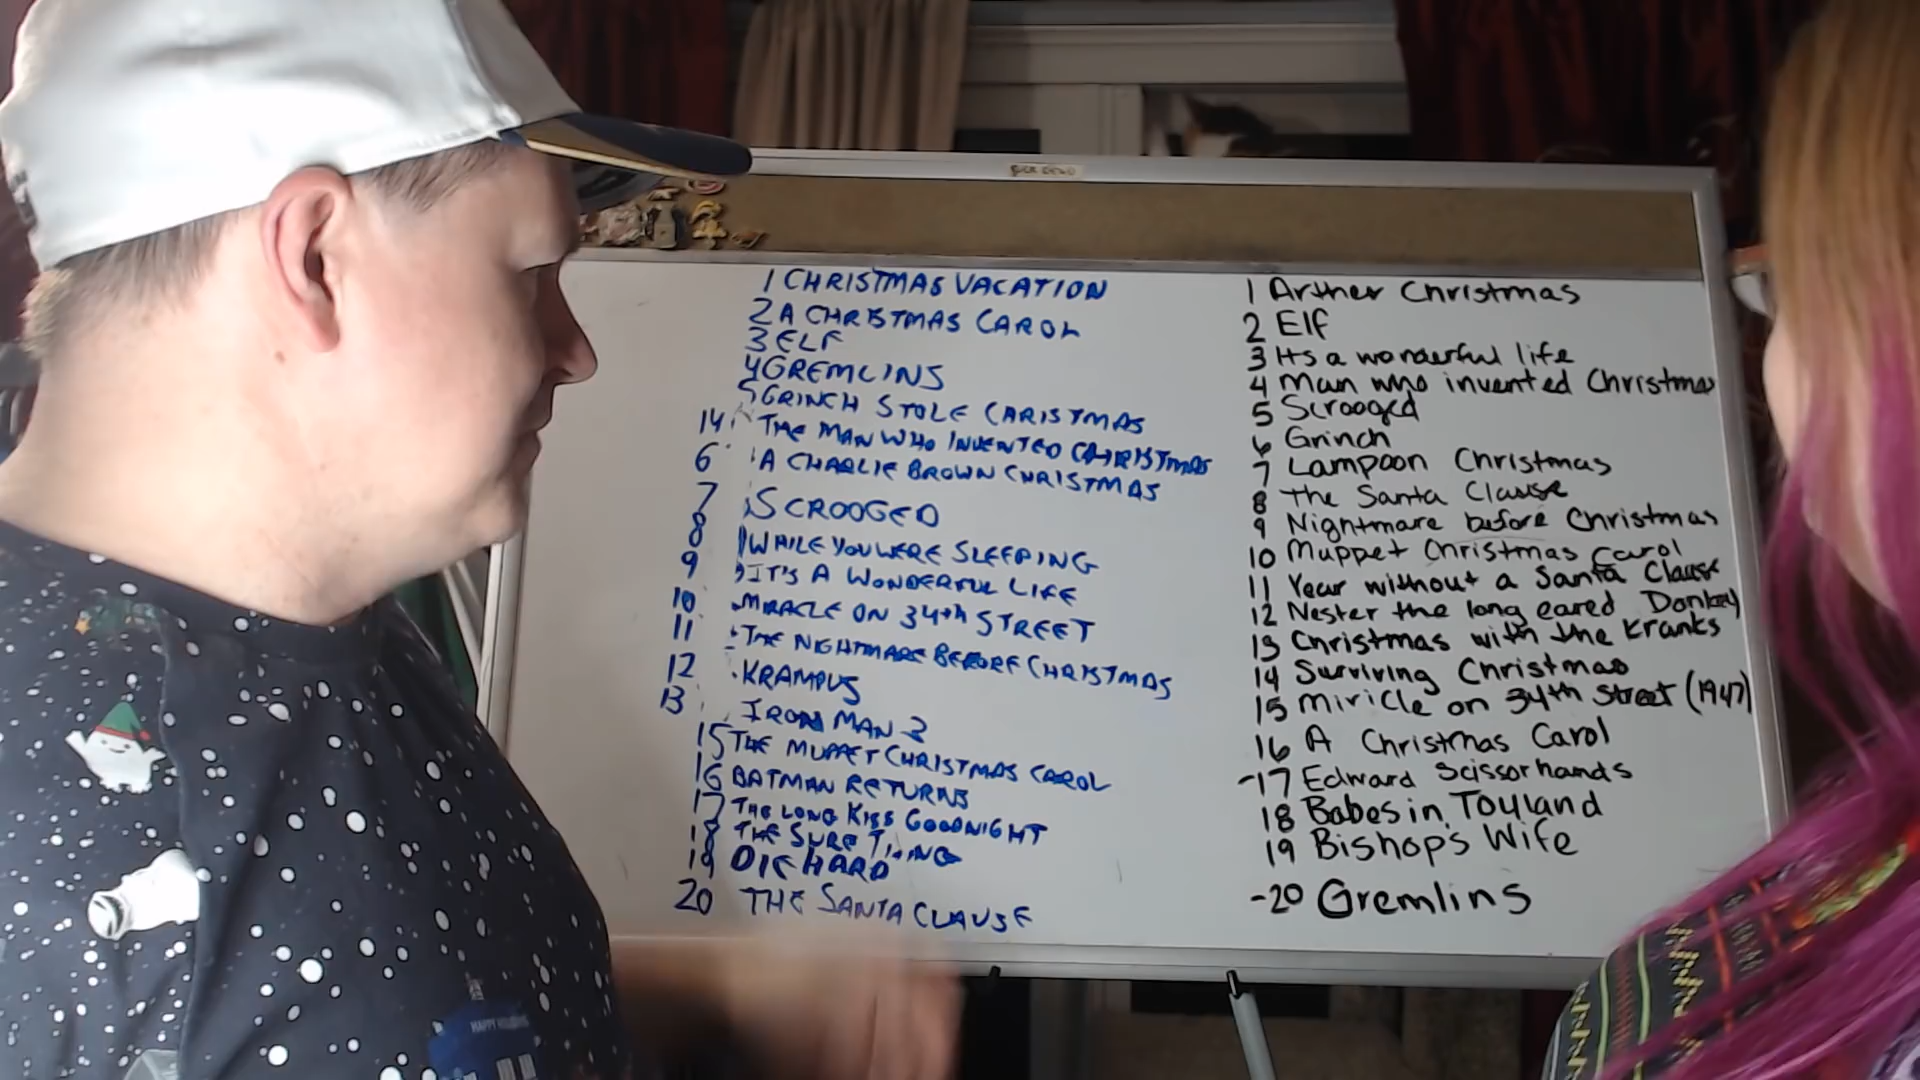 1 CHRISTMAS VACATION
2 A CHRISTMAS CAROL
3 ELF
4 GREMLINS
5 GRINCH STOLE CHRISTMAS
14 THE MAN WHO INVENTED CHRISTMAS
6 A CHARLIE BROWN CHRISTMAS
7 SCROOGED
8 WHILE YOU WERE SLEEPING
9 IT'S A WONDERFUL LIFE
10 MIRACLE ON 34th STREET
11 THE NIGHTMARE BEFORE CHRISTMAS
12 KRAMPUS
13 IRON MAN 3
15 THE MUPPET CHRISTMAS CAROL
16 BATMAN RETURNS
17 THE LONG KISS GOODNIGHT
18 THE SURE THING
19 DIE HARD
20 THE SANTA CLAUSE
1 Arther Christmas
2 Elf
3 Its a wonderful life
4 Man who invented Christmas
5 Scrooged
6 Grinch
7 Lampoon Christmas
8 The Santa Clause
9 Nightmare before Christmas
10 Muppet Christmas Carol
11 Year without a Santa Clause
12 Nester the long eared Donkey
13 Christmas with the Kranks
14 Surviving Christmas
15 Miricle on 34th Street (1947)
16 A Christmas Carol
-17 Edward Scissorhands
18 Babes in Toyland
19 Bishop's Wife
-20 Gremlins